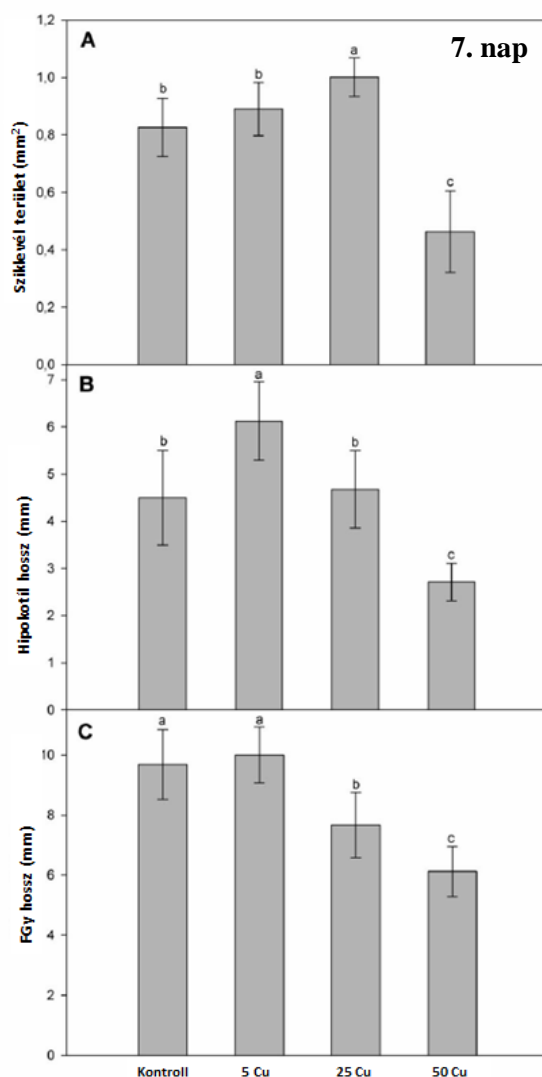 A
7. nap
Sziklevél terület (mm²)
1,2
1,0
0,8
0,6
0,4
0,2
0,0
b
b
a
c
B
Hipokotil hossz (mm)
7
6
5
4
3
2
1
0
b
a
b
c
C
FGy hossz (mm)
10
8
6
4
2
0
a
a
b
c
Kontroll 5 Cu 25 Cu 50 Cu